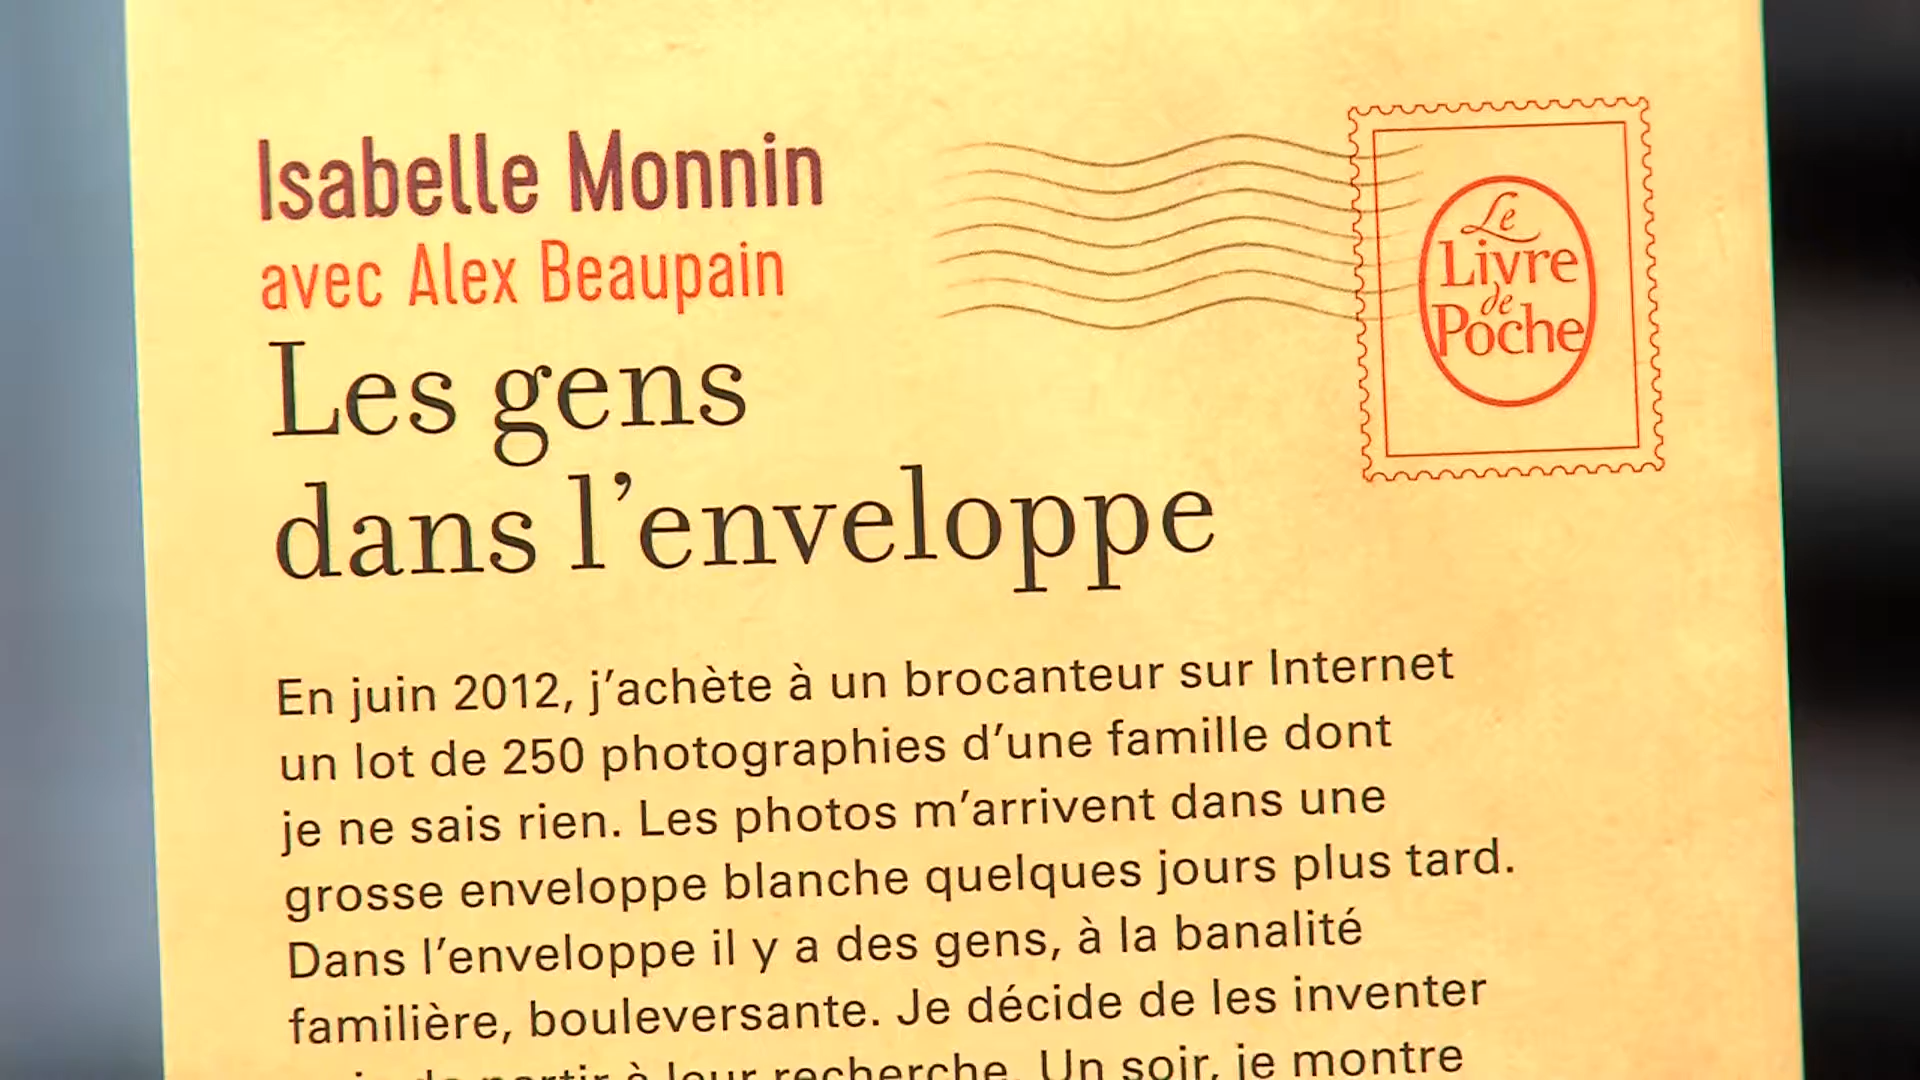 Isabelle Monnin
avec Alex Beaupain
Les gens
dans l'enveloppe
Le
Livre
de
Poche
En juin 2012, j'achète à un brocanteur sur Internet
un lot de 250 photographies d'une famille dont
je ne sais rien. Les photos m'arrivent dans une
grosse enveloppe blanche quelques jours plus tard.
Dans l'enveloppe il y a des gens, à la banalité
familière, bouleversante. Je décide de les inventer
partir à leur recherche. Un soir, je montre